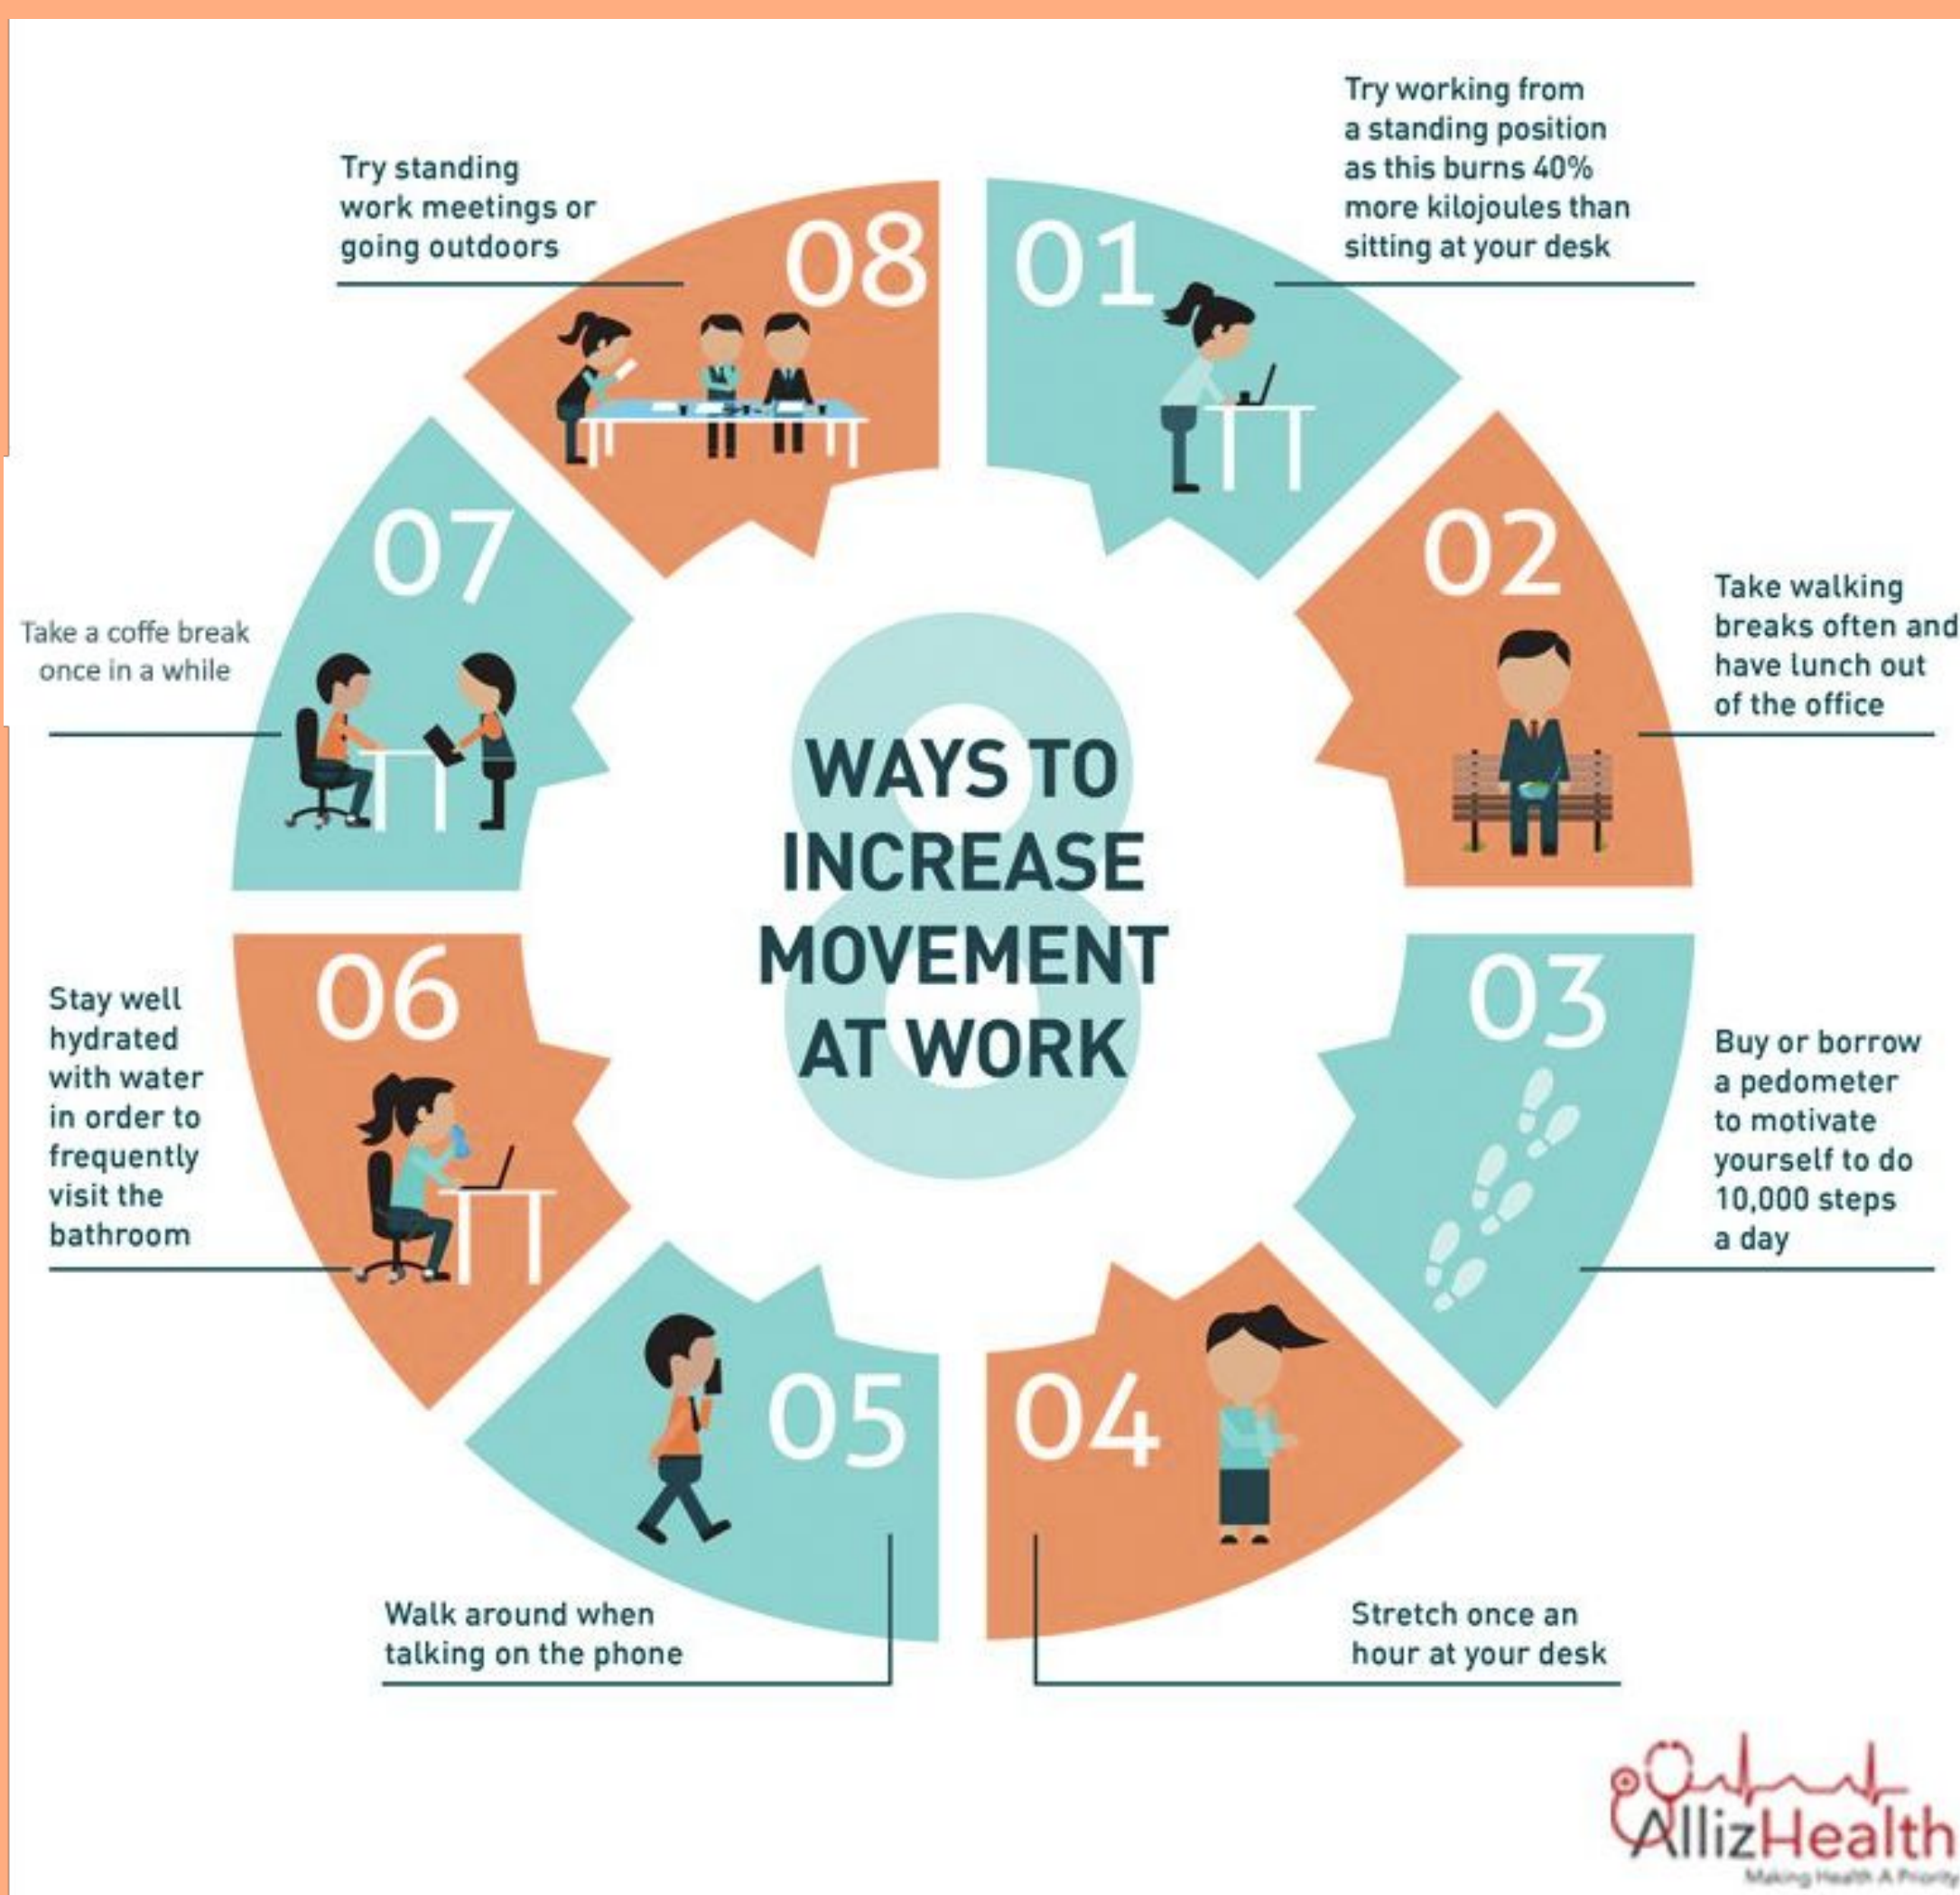 8
WAYS TO
INCREASE
MOVEMENT
AT WORK
01
Try working from
a standing position
as this burns 40%
more kilojoules than
sitting at your desk
02
Take walking
breaks often and
have lunch out
of the office
03
Buy or borrow
a pedometer
to motivate
yourself to do
10,000 steps
a day
04
Stretch once an
hour at your desk
05
Walk around when
talking on the phone
06
Stay well
hydrated
with water
in order to
frequently
visit the
bathroom
07
Take a coffe break
once in a while
08
Try standing
work meetings or
going outdoors
AllizHealth
Making Health A Priority